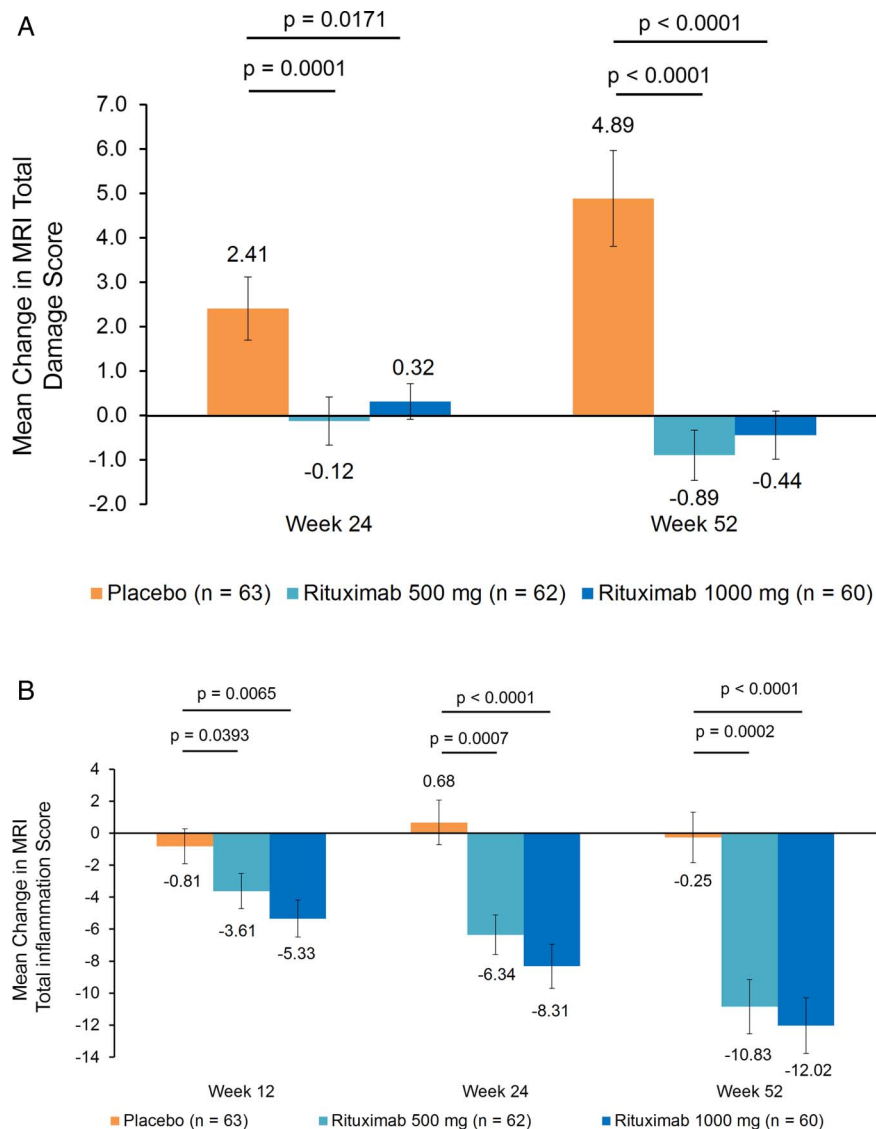 A
p = 0.0171
p < 0.0001
p = 0.0001
p < 0.0001
Mean Change in MRI Total
Damage Score
7.0
6.0
5.0
4.0
3.0
2.0
1.0
0.0
-1.0
-2.0
2.41
-0.12
0.32
4.89
-0.89
-0.44
Week 24
Week 52
Placebo (n = 63) Rituximab 500 mg (n = 62) Rituximab 1000 mg (n = 60)
B
p = 0.0065
p < 0.0001
p < 0.0001
p = 0.0393
p = 0.0007
p = 0.0002
Mean Change in MRI
Total inflammation Score
4
2
0
-2
-4
-6
-8
-10
-12
-14
-0.81
-3.61
-5.33
0.68
-6.34
-8.31
-0.25
-10.83
-12.02
Week 12
Week 24
Week 52
Placebo (n = 63) Rituximab 500 mg (n = 62) Rituximab 1000 mg (n = 60)